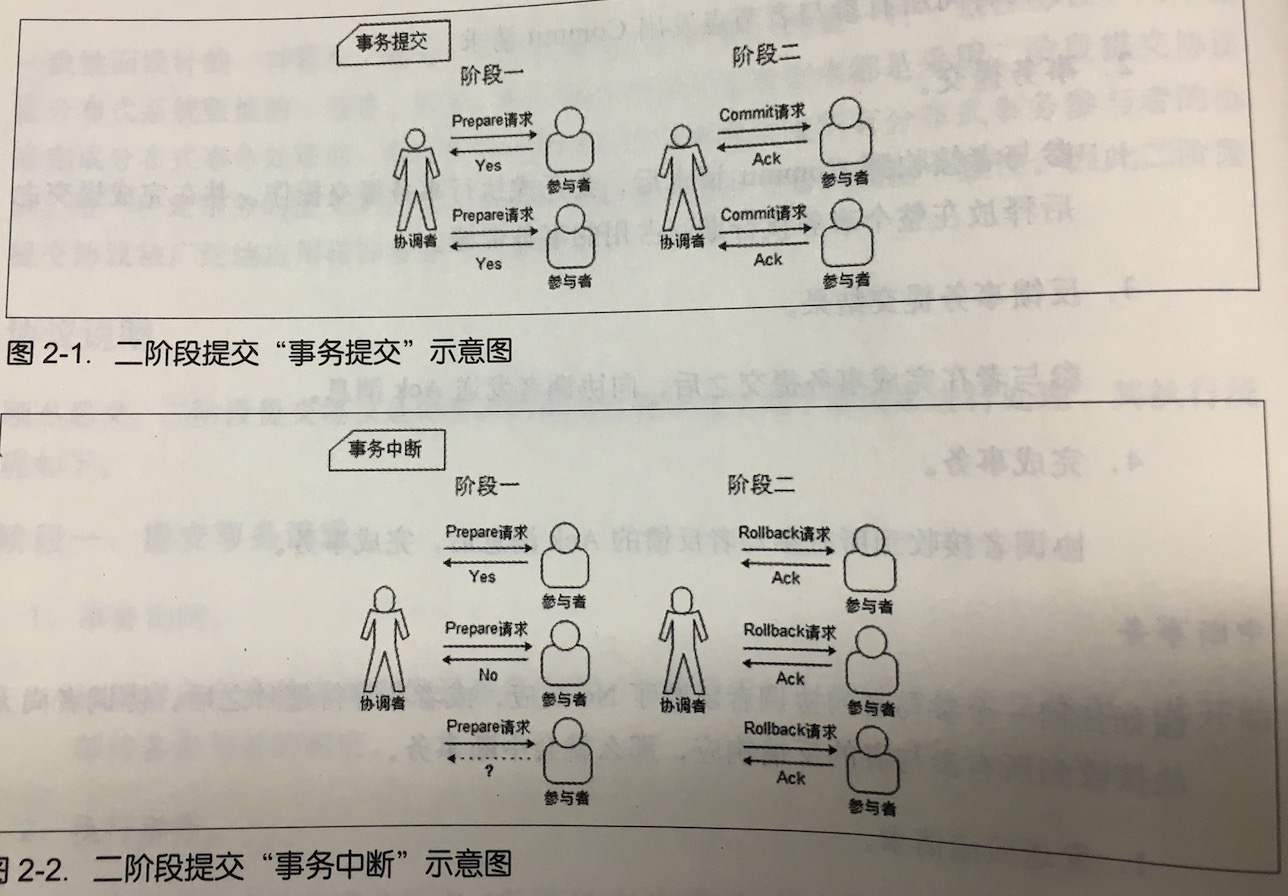 事务提交
阶段一
阶段二
Prepare请求
Yes
参与者
Prepare请求
Yes
协调者
参与者
Commit请求
Ack
参与者
Commit请求
Ack
协调者
参与者
图 2-1. 二阶段提交“事务提交”示意图
事务中断
阶段一
阶段二
Prepare请求
Yes
参与者
Prepare请求
No
协调者
参与者
Prepare请求
?
参与者
Rollback请求
Ack
参与者
Rollback请求
Ack
协调者
参与者
Rollback请求
Ack
参与者
图 2-2. 二阶段提交“事务中断”示意图